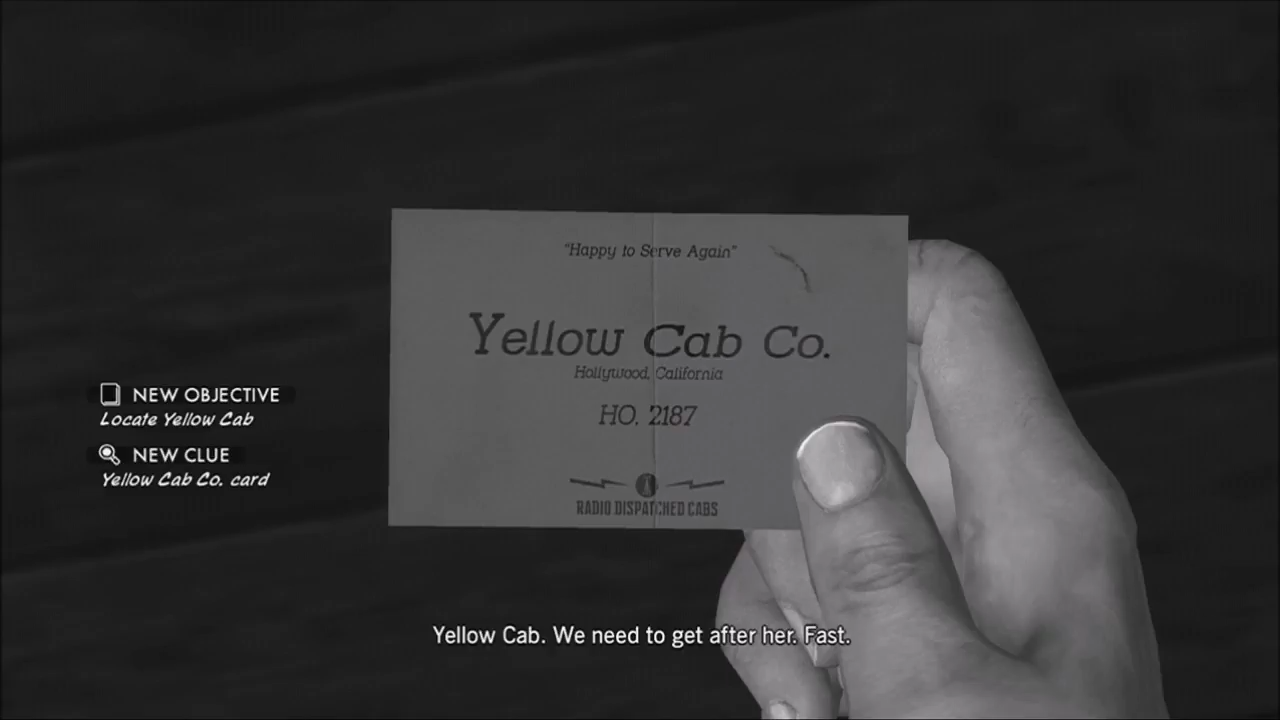 "Happy to Serve Again"
Yellow Cab Co.
Hollywood, California
HO. 2187
RADIO DISPATCHED CABS
NEW OBJECTIVE
Locate Yellow Cab
NEW CLUE
Yellow Cab Co. card
Yellow Cab. We need to get after her. Fast.